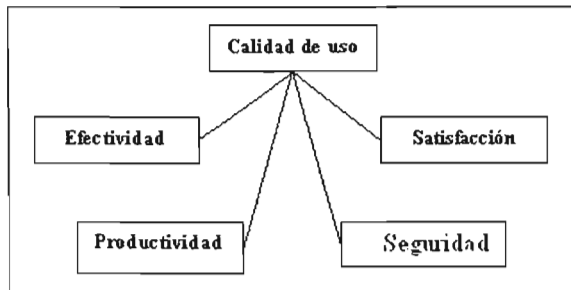 Calidad de uso
Efectividad
Satisfacción
Productividad
Seguridad